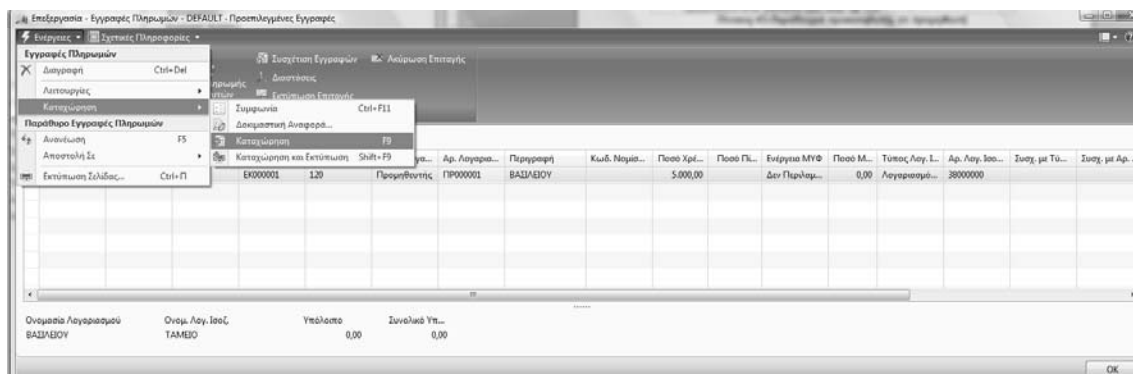 Επεξεργασία - Εγγραφές Πληρωμών - DEFAULT - Προεπιλεγμένες Εγγραφές
Ενέργειες Σχετικές Πληροφορίες
Εγγραφές Πληρωμών
Συσχέτιση Εγγραφών Ακύρωση Επιταγής
Διαγραφή Ctrl+Del
Διαστάσεις
Λειτουργίες
Εκτύπωση Επιταγής
Καταχώρηση
Συμφωνία Ctrl+F11
Παράθυρο Εγγραφές Πληρωμών
Δοκιμαστική Αναφορά...
Ανανέωση F5
Καταχώρηση F9
Αποστολή Σε
Καταχώρηση και Εκτύπωση Shift+F9
Αρ. Λογαρια... Περιγραφή Κωδ. Νομίσ... Ποσό Χρέ... Ποσό Πί... Ενέργεια ΜΥΦ Ποσό Μ... Τύπος Λογ. Ι... Αρ. Λογ. Ισο... Συσχ. με Τύ... Συσχ. με Αρ.
Εκτύπωση Σελίδας... Ctrl+Π
ΕΚ000001 120 Προμηθευτής ΠΡ000001 ΒΑΣΙΛΕΙΟΥ 5.000,00 Δεν Περιλαμ... 0,00 Λογαριασμό... 38000000
Ονομασία Λογαριασμού Ονομ. Λογ. Ισοζ. Υπόλοιπο Συνολικό Υπ...
ΒΑΣΙΛΕΙΟΥ ΤΑΜΕΙΟ 0,00 0,00
OK